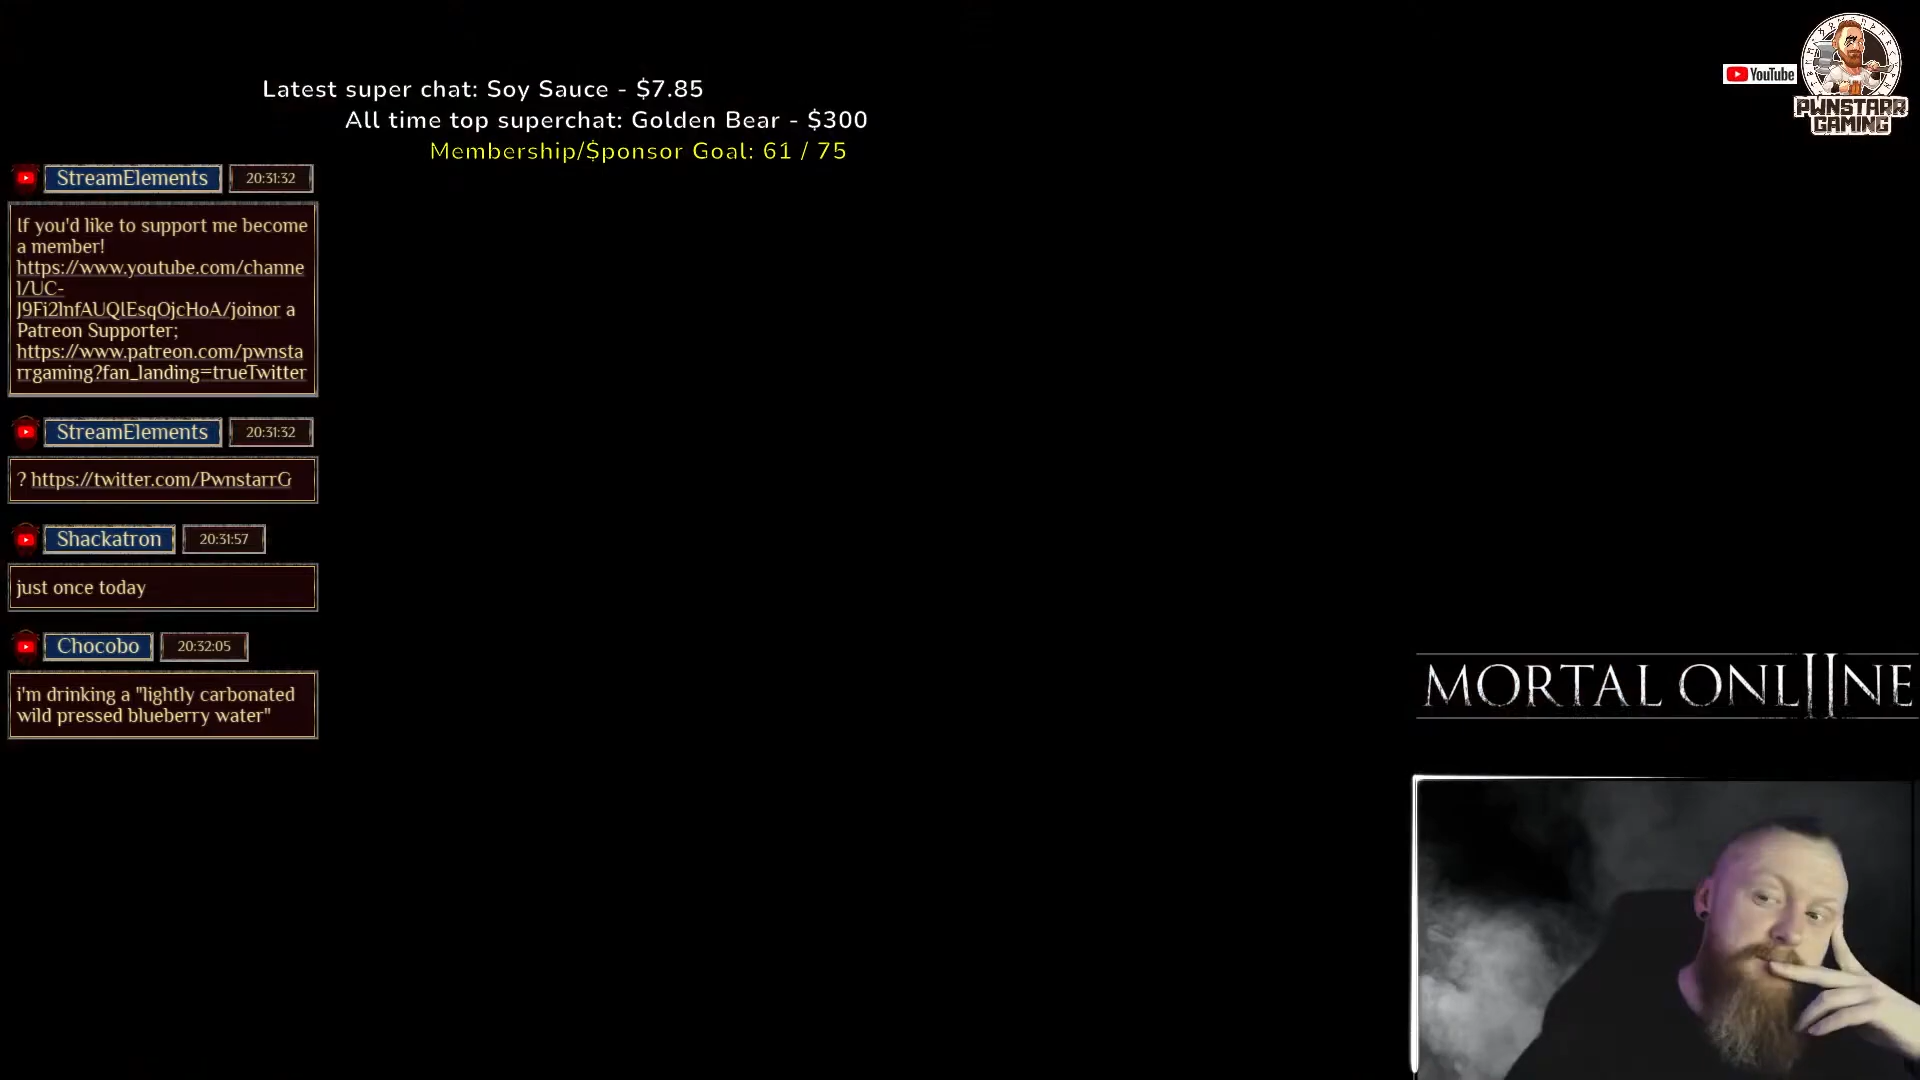 Latest super chat: Soy Sauce - $7.85
All time top superchat: Golden Bear - $300
Membership/$ponsor Goal: 61 / 75
YouTube
PWNSTARR
GAMING
StreamElements 20:31:32
If you'd like to support me become
a member!
https://www.youtube.com/channe
l/UC-
J9Fi2lnfAUQlEsqOjcHoA/joinor a
Patreon Supporter;
https://www.patreon.com/pwnsta
rrgaming?fan_landing=trueTwitter
StreamElements 20:31:32
? https://twitter.com/PwnstarrG
Shackatron 20:31:57
just once today
Chocobo 20:32:05
i'm drinking a "lightly carbonated
wild pressed blueberry water"
MORTAL ONLIINE